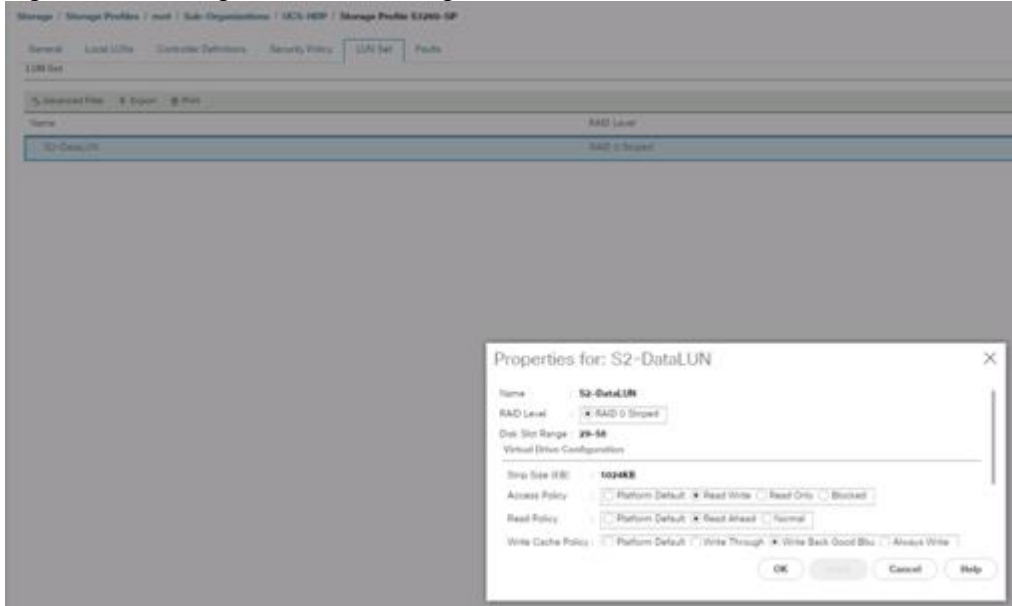 Storage / Storage Profiles / root / Sub-Organizations / UCS-HDP / Storage Profile S3260-SP
General Local LUNs Controller Definitions Security Policy LUN Set Faults
LUN Set
Advanced Filter Export Print
Name RAID Level
S2-DataLUN RAID 0 Striped
Properties for: S2-DataLUN
Name : S2-DataLUN
RAID Level : RAID 0 Striped
Disk Slot Range : 29-56
Virtual Drive Configuration
Strip Size (KB) : 1024KB
Access Policy : Platform Default Read Write Read Only Blocked
Read Policy : Platform Default Read Ahead Normal
Write Cache Policy : Platform Default Write Through Write Back Good Bbu Always Write
OK Cancel Help